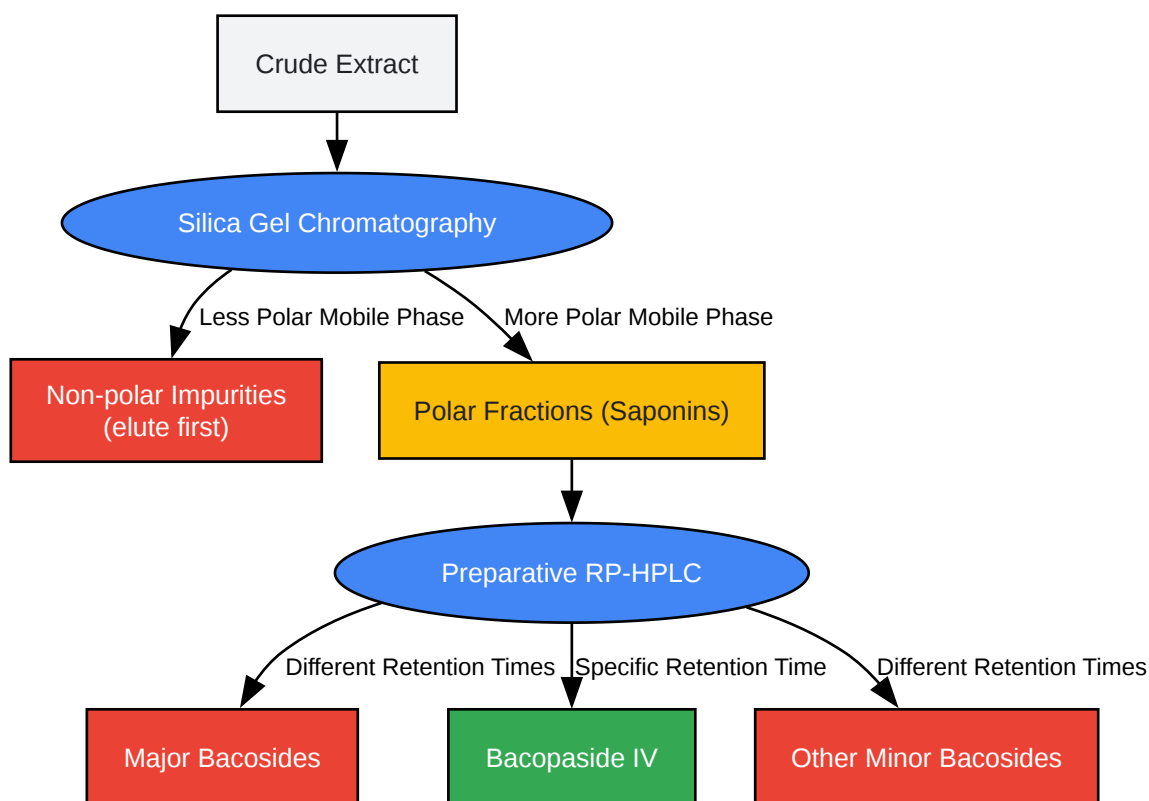 Crude Extract
Silica Gel Chromatography
Less Polar Mobile Phase
More Polar Mobile Phase
Non-polar Impurities
(elute first)
Polar Fractions (Saponins)
Preparative RP-HPLC
Different Retention Times
Specific Retention Time
Different Retention Times
Major Bacosides
Bacopaside IV
Other Minor Bacosides